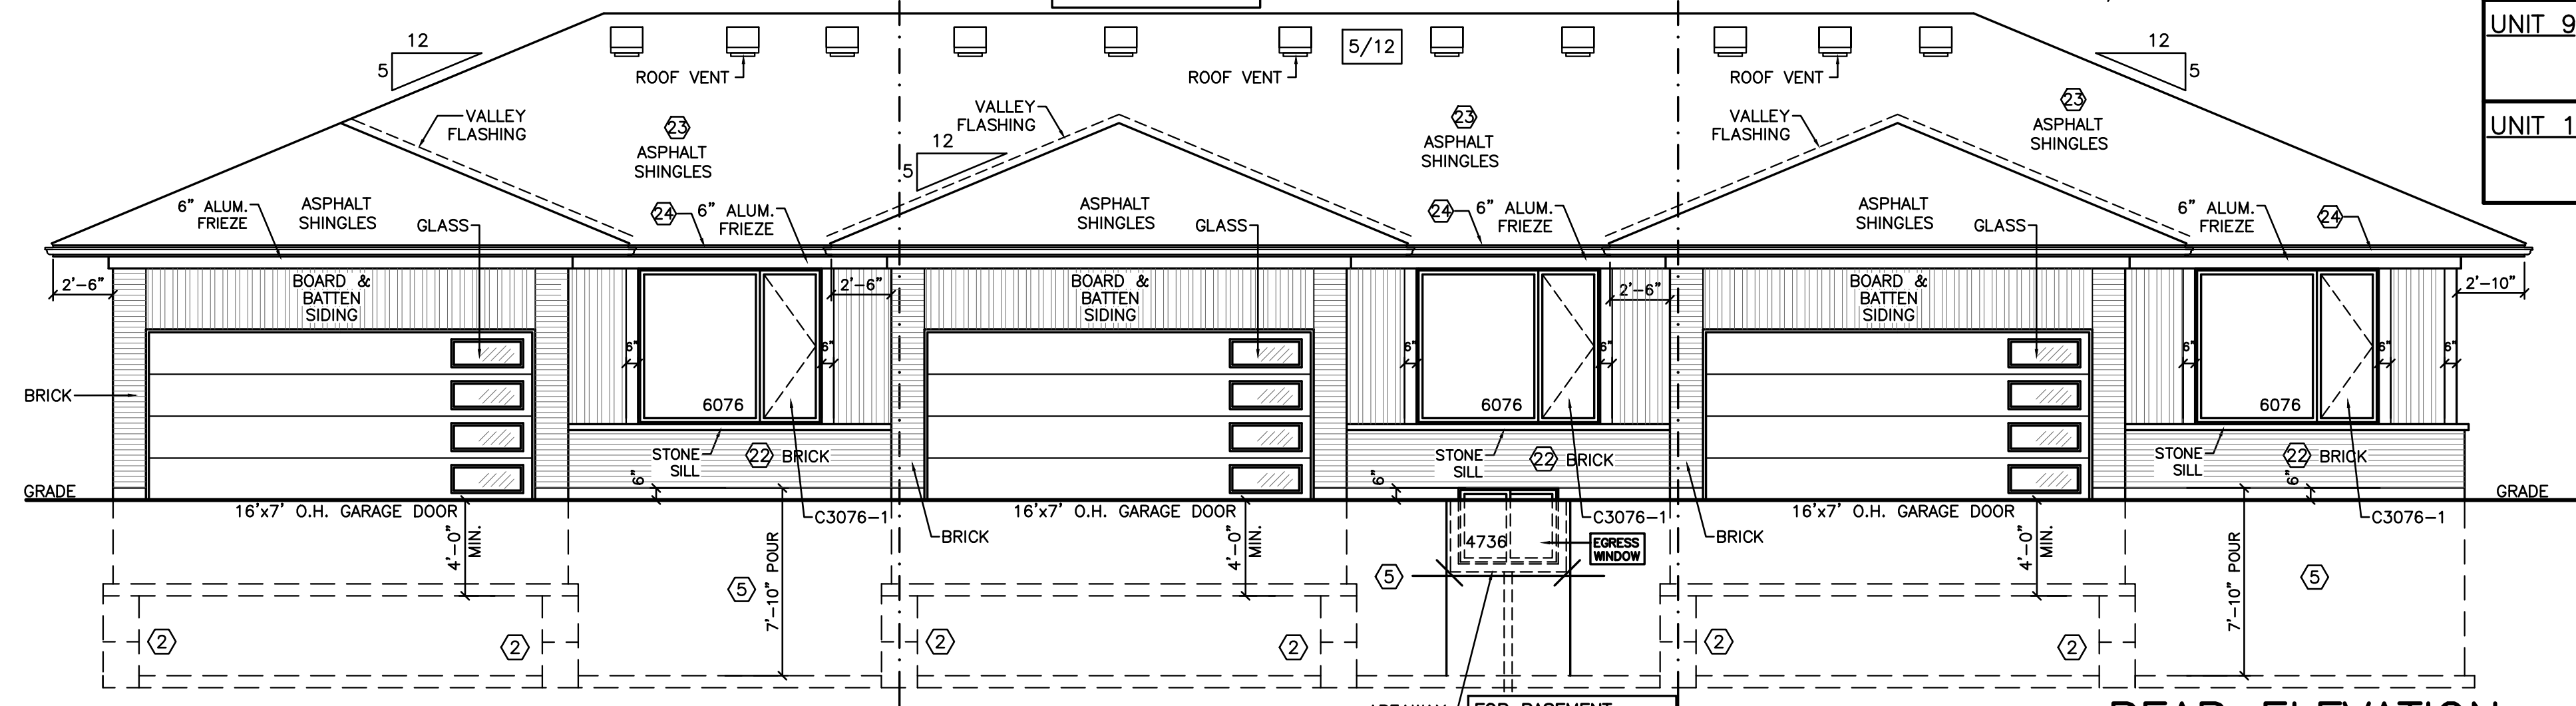 UNIT 9
UNIT 1
12
5
12
5
5/12
ROOF VENT
ROOF VENT
ROOF VENT
VALLEY
FLASHING
23
ASPHALT
SHINGLES
12
5
VALLEY
FLASHING
23
ASPHALT
SHINGLES
VALLEY
FLASHING
23
ASPHALT
SHINGLES
6" ALUM.
FRIEZE
ASPHALT
SHINGLES
GLASS
24
6" ALUM.
FRIEZE
ASPHALT
SHINGLES
GLASS
24
6" ALUM.
FRIEZE
ASPHALT
SHINGLES
GLASS
6" ALUM.
FRIEZE
24
2'-6"
BOARD &
BATTEN
SIDING
2'-6"
BOARD &
BATTEN
SIDING
2'-6"
BOARD &
BATTEN
SIDING
2'-10"
6"
6"
6"
6"
6"
6"
6"
BRICK
6076
6076
6076
STONE
SILL
22 BRICK
6"
STONE
SILL
22 BRICK
6"
STONE
SILL
22 BRICK
6"
GRADE
GRADE
16'x7' O.H. GARAGE DOOR
C3076-1
16'x7' O.H. GARAGE DOOR
C3076-1
16'x7' O.H. GARAGE DOOR
C3076-1
4'-0"
MIN.
7'-10" POUR
BRICK
4'-0"
MIN.
4736
EGRESS
WINDOW
BRICK
4'-0"
MIN.
7'-10" POUR
5
5
5
2
2
2
2
2
2
FOR BASEMENT
REAR ELEVATION